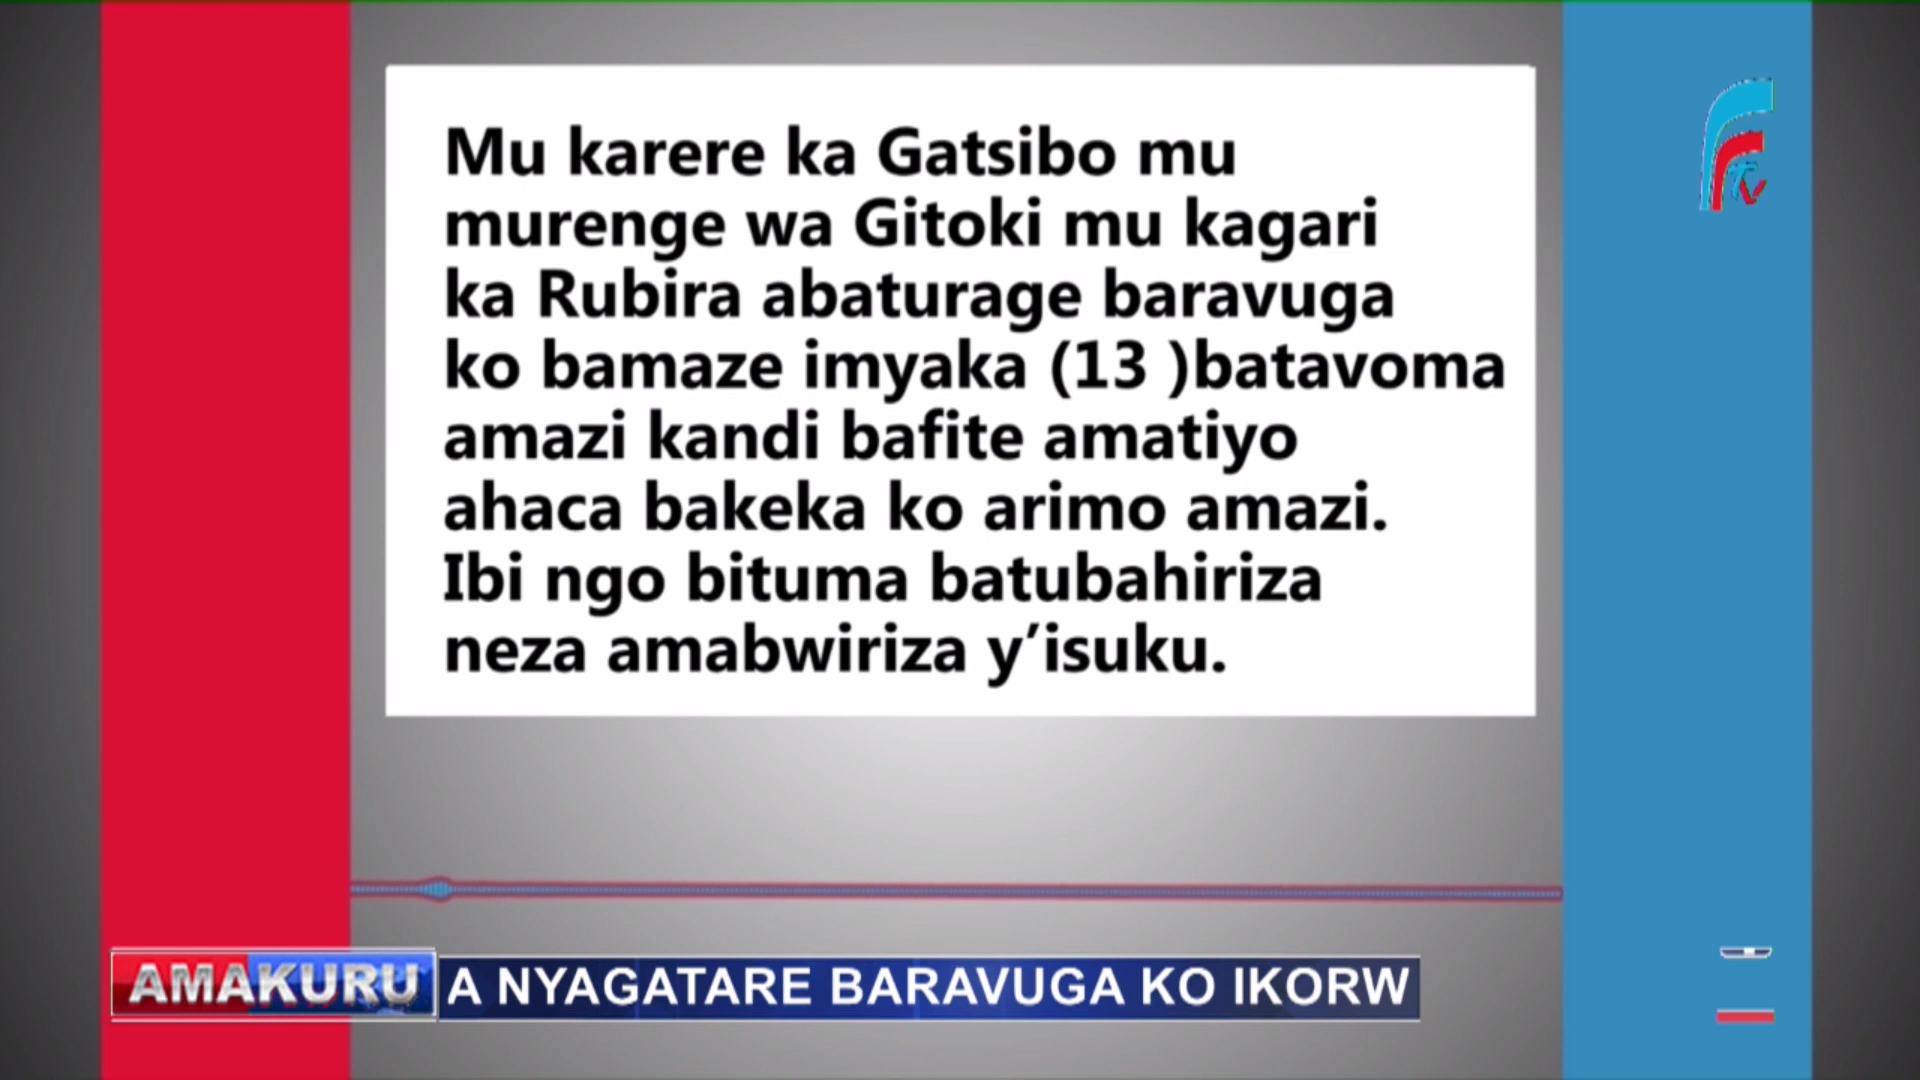 Mu karere ka Gatsibo mu
murenge wa Gitoki mu kagari
ka Rubira abaturage baravuga
ko bamaze imyaka (13 )batavoma
amazi kandi bafite amatiyo
ahaca bakeka ko arimo amazi.
Ibi ngo bituma batubahiriza
neza amabwiriza y’isuku.
TV
AMAKURU
A NYAGATARE BARAVUGA KO IKORW